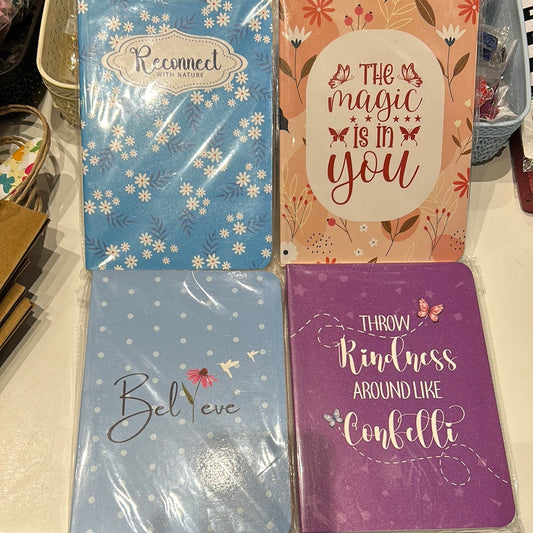 Reconnect
WITH NATURE
THE
magic
IS IN
you
Believe
THROW
Kindness
AROUND LIKE
Confetti